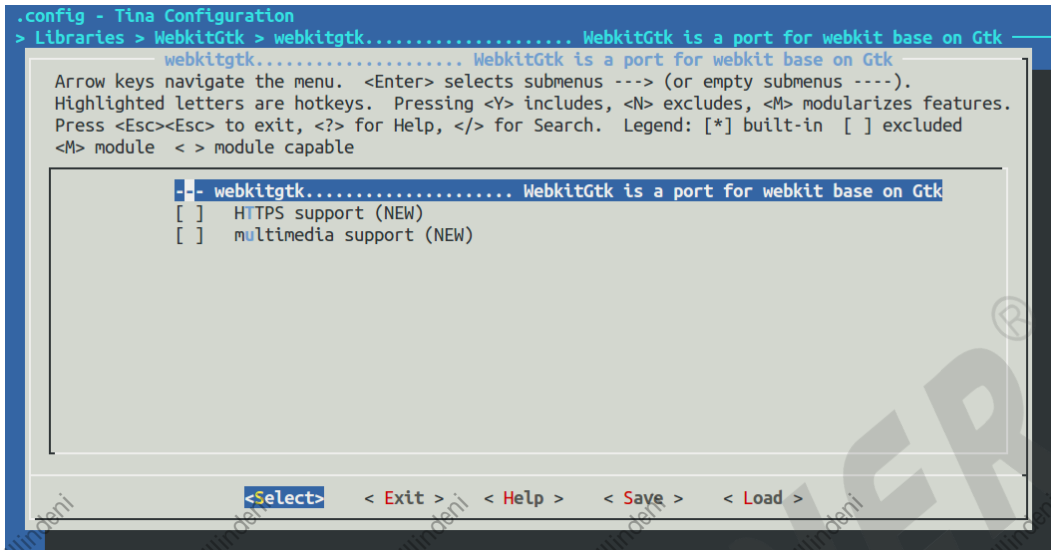 .config - Tina Configuration
> Libraries > WebkitGtk > webkitgtk..................... WebkitGtk is a port for webkit base on Gtk
webkitgtk..................... WebkitGtk is a port for webkit base on Gtk
Arrow keys navigate the menu.  <Enter> selects submenus ---> (or empty submenus ----).
Highlighted letters are hotkeys.  Pressing <Y> includes, <N> excludes, <M> modularizes features.
Press <Esc><Esc> to exit, <?> for Help, </> for Search.  Legend: [*] built-in  [ ] excluded
<M> module  < > module capable
--- webkitgtk..................... WebkitGtk is a port for webkit base on Gtk
[ ]   HTTPS support (NEW)
[ ]   multimedia support (NEW)
<Select>    < Exit >    < Help >    < Save >    < Load >